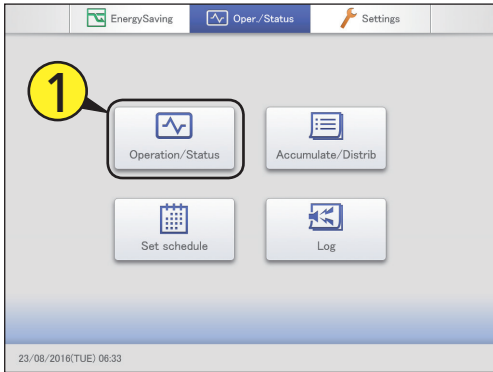 EnergySaving
Oper./Status
Settings
1
Operation/Status
Accumulate/Distrib
Set schedule
Log
23/08/2016(TUE) 06:33